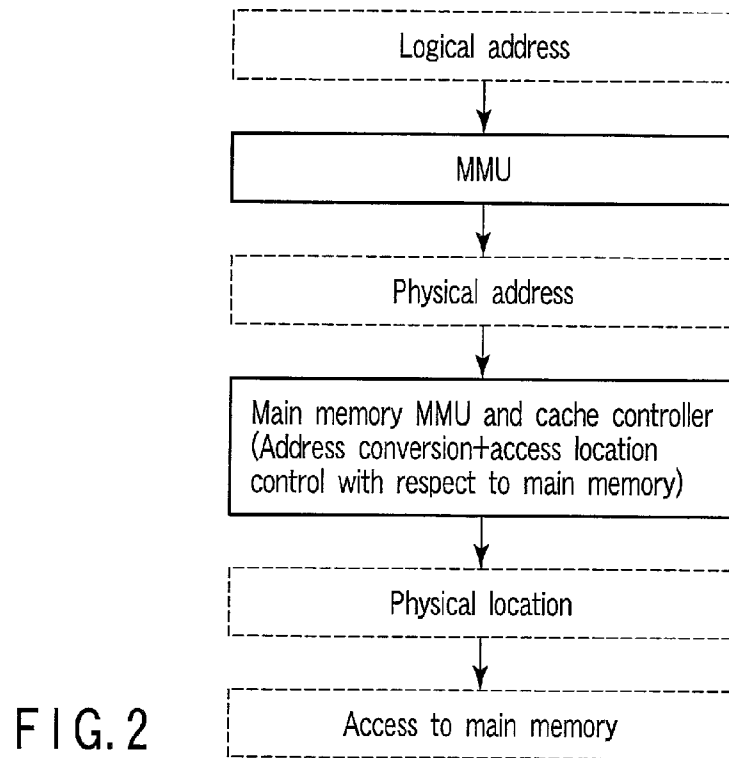 Logical address
MMU
Physical address
Main memory MMU and cache controller
(Address conversion+access location
control with respect to main memory)
Physical location
Access to main memory
FIG. 2